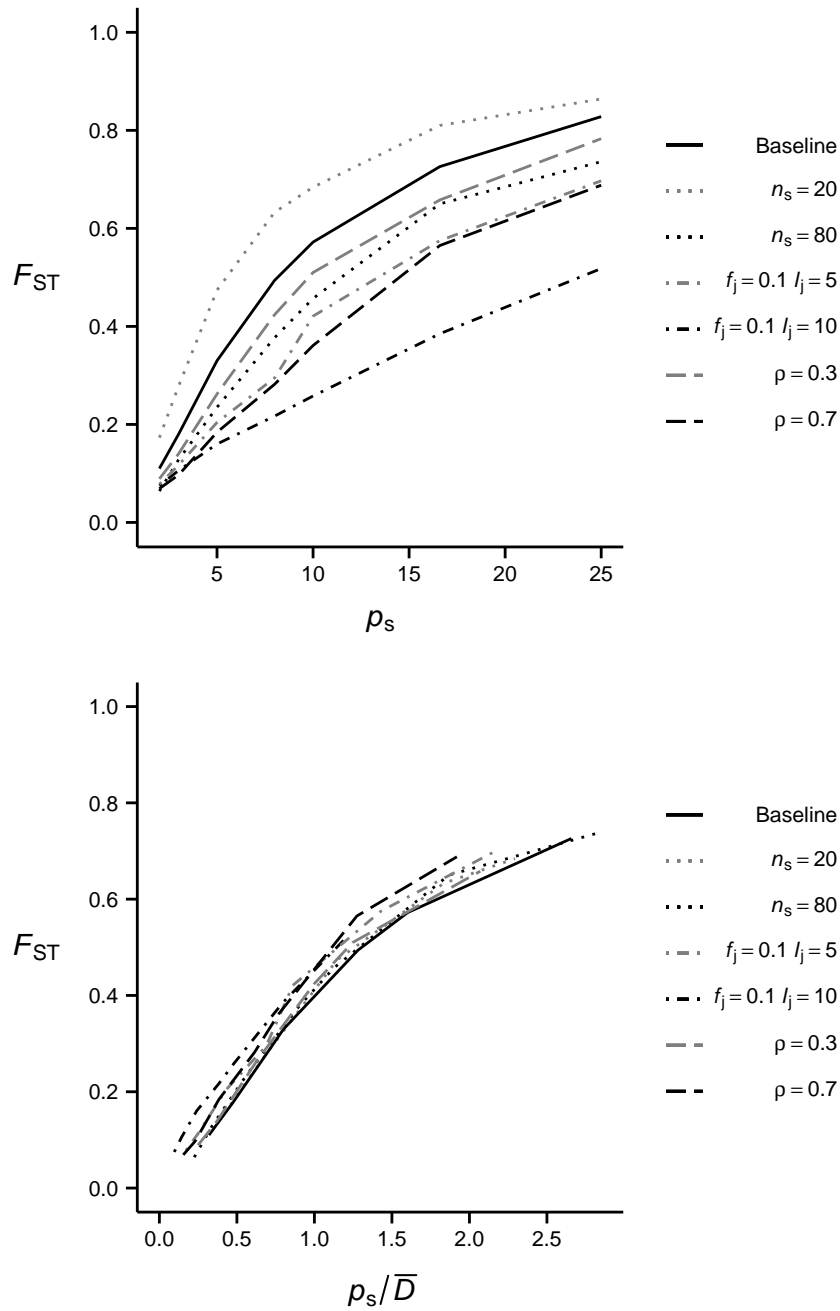 1.0
0.8
0.6
0.4
0.2
0.0
F_ST
5 10 15 20 25
p_s
Baseline
n_s = 20
n_s = 80
f_j = 0.1 l_j = 5
f_j = 0.1 l_j = 10
ρ = 0.3
ρ = 0.7
1.0
0.8
0.6
0.4
0.2
0.0
F_ST
0.0 0.5 1.0 1.5 2.0 2.5
p_s / D̅
Baseline
n_s = 20
n_s = 80
f_j = 0.1 l_j = 5
f_j = 0.1 l_j = 10
ρ = 0.3
ρ = 0.7